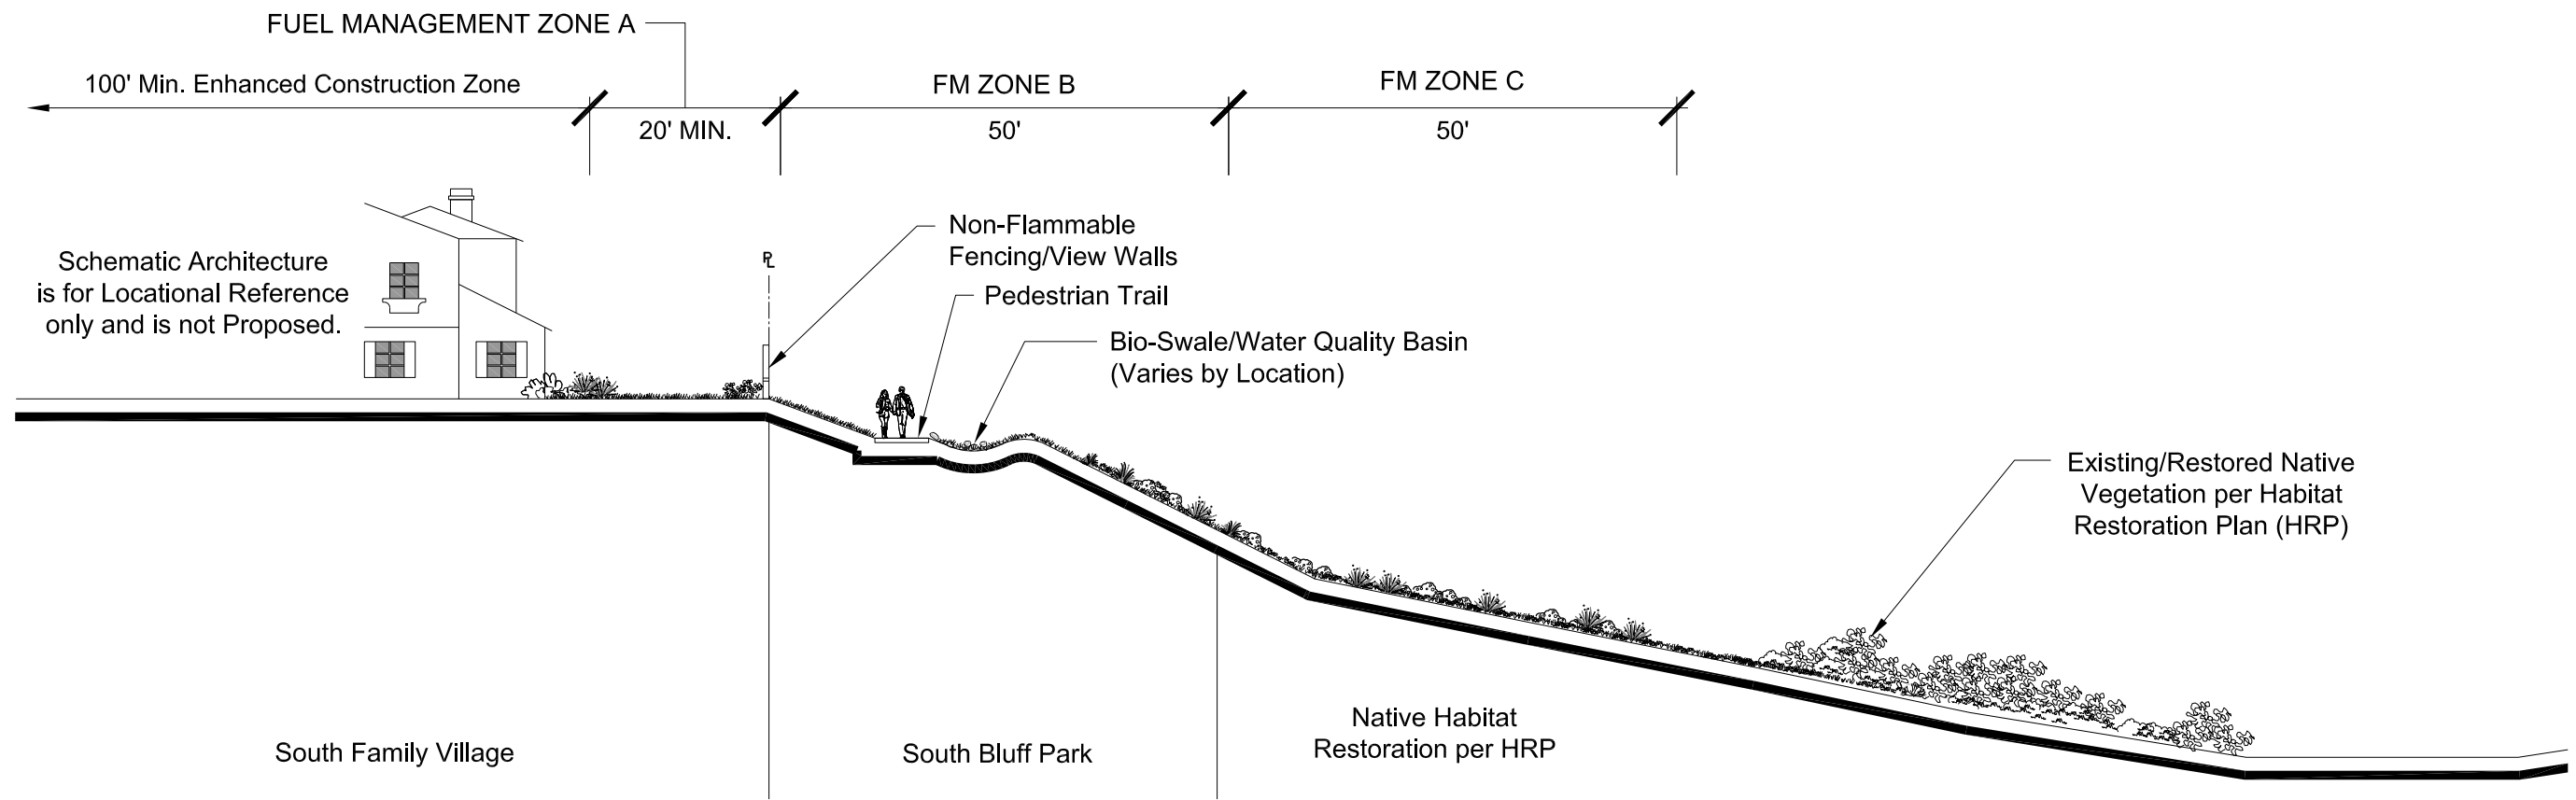 FUEL MANAGEMENT ZONE A
100' Min. Enhanced Construction Zone
FM ZONE B
FM ZONE C
20' MIN.
50'
50'
Schematic Architecture
is for Locational Reference
only and is not Proposed.
PL
Non-Flammable
Fencing/View Walls
Pedestrian Trail
Bio-Swale/Water Quality Basin
(Varies by Location)
Existing/Restored Native
Vegetation per Habitat
Restoration Plan (HRP)
South Family Village
South Bluff Park
Native Habitat
Restoration per HRP